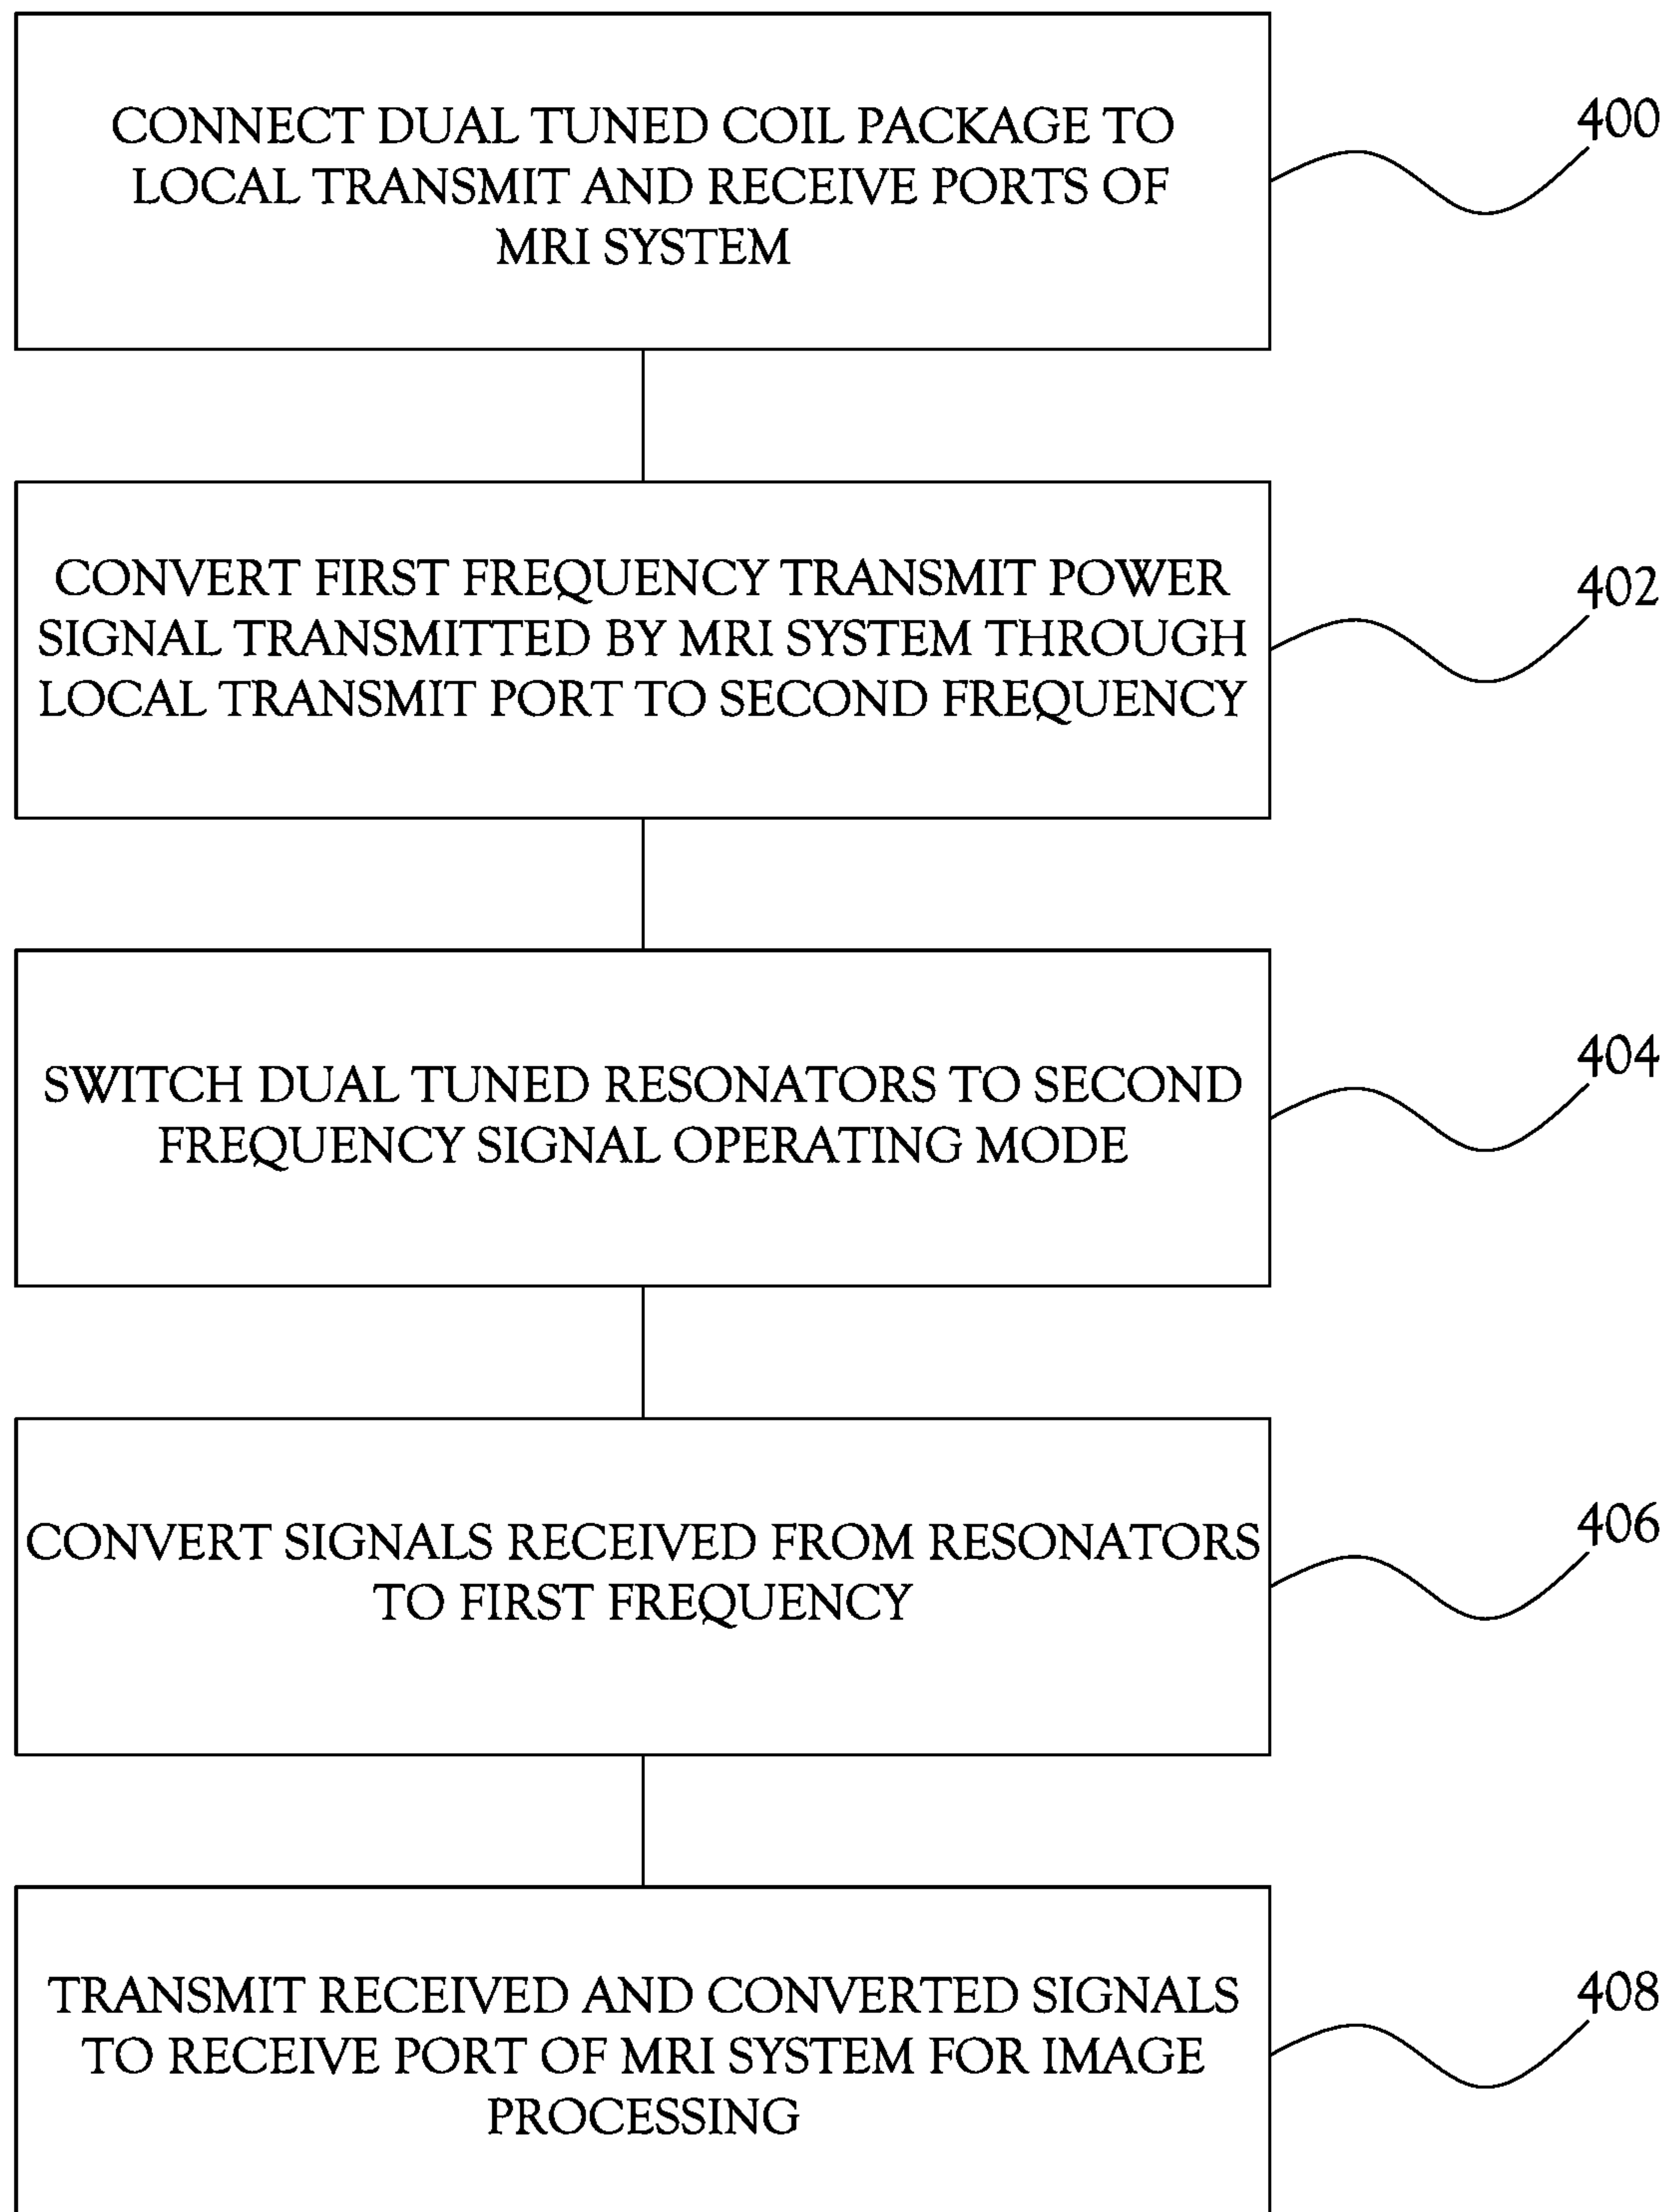 CONNECT DUAL TUNED COIL PACKAGE TO
LOCAL TRANSMIT AND RECEIVE PORTS OF
MRI SYSTEM
400
CONVERT FIRST FREQUENCY TRANSMIT POWER
SIGNAL TRANSMITTED BY MRI SYSTEM THROUGH
LOCAL TRANSMIT PORT TO SECOND FREQUENCY
402
SWITCH DUAL TUNED RESONATORS TO SECOND
FREQUENCY SIGNAL OPERATING MODE
404
CONVERT SIGNALS RECEIVED FROM RESONATORS
TO FIRST FREQUENCY
406
TRANSMIT RECEIVED AND CONVERTED SIGNALS
TO RECEIVE PORT OF MRI SYSTEM FOR IMAGE
PROCESSING
408